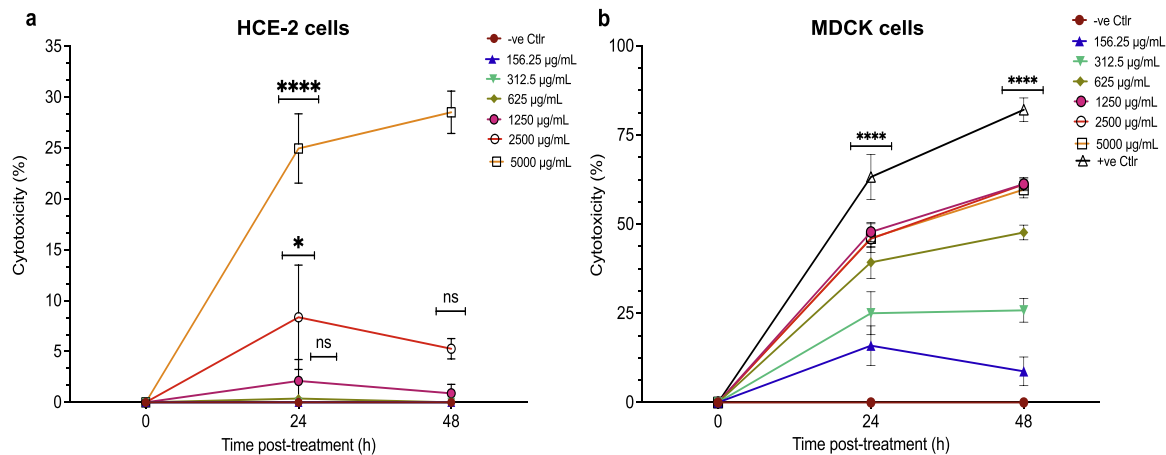 a
HCE-2 cells
35
30
25
20
15
10
5
0
Cytotoxicity (%)
****
*
ns
ns
0
24
48
Time post-treatment (h)
-ve Ctlr
156.25 µg/mL
312.5 µg/mL
625 µg/mL
1250 µg/mL
2500 µg/mL
5000 µg/mL
b
MDCK cells
100
75
50
25
0
Cytotoxicity (%)
****
****
0
24
48
Time post-treatment (h)
-ve Ctlr
156.25 µg/mL
312.5 µg/mL
625 µg/mL
1250 µg/mL
2500 µg/mL
5000 µg/mL
+ve Ctlr